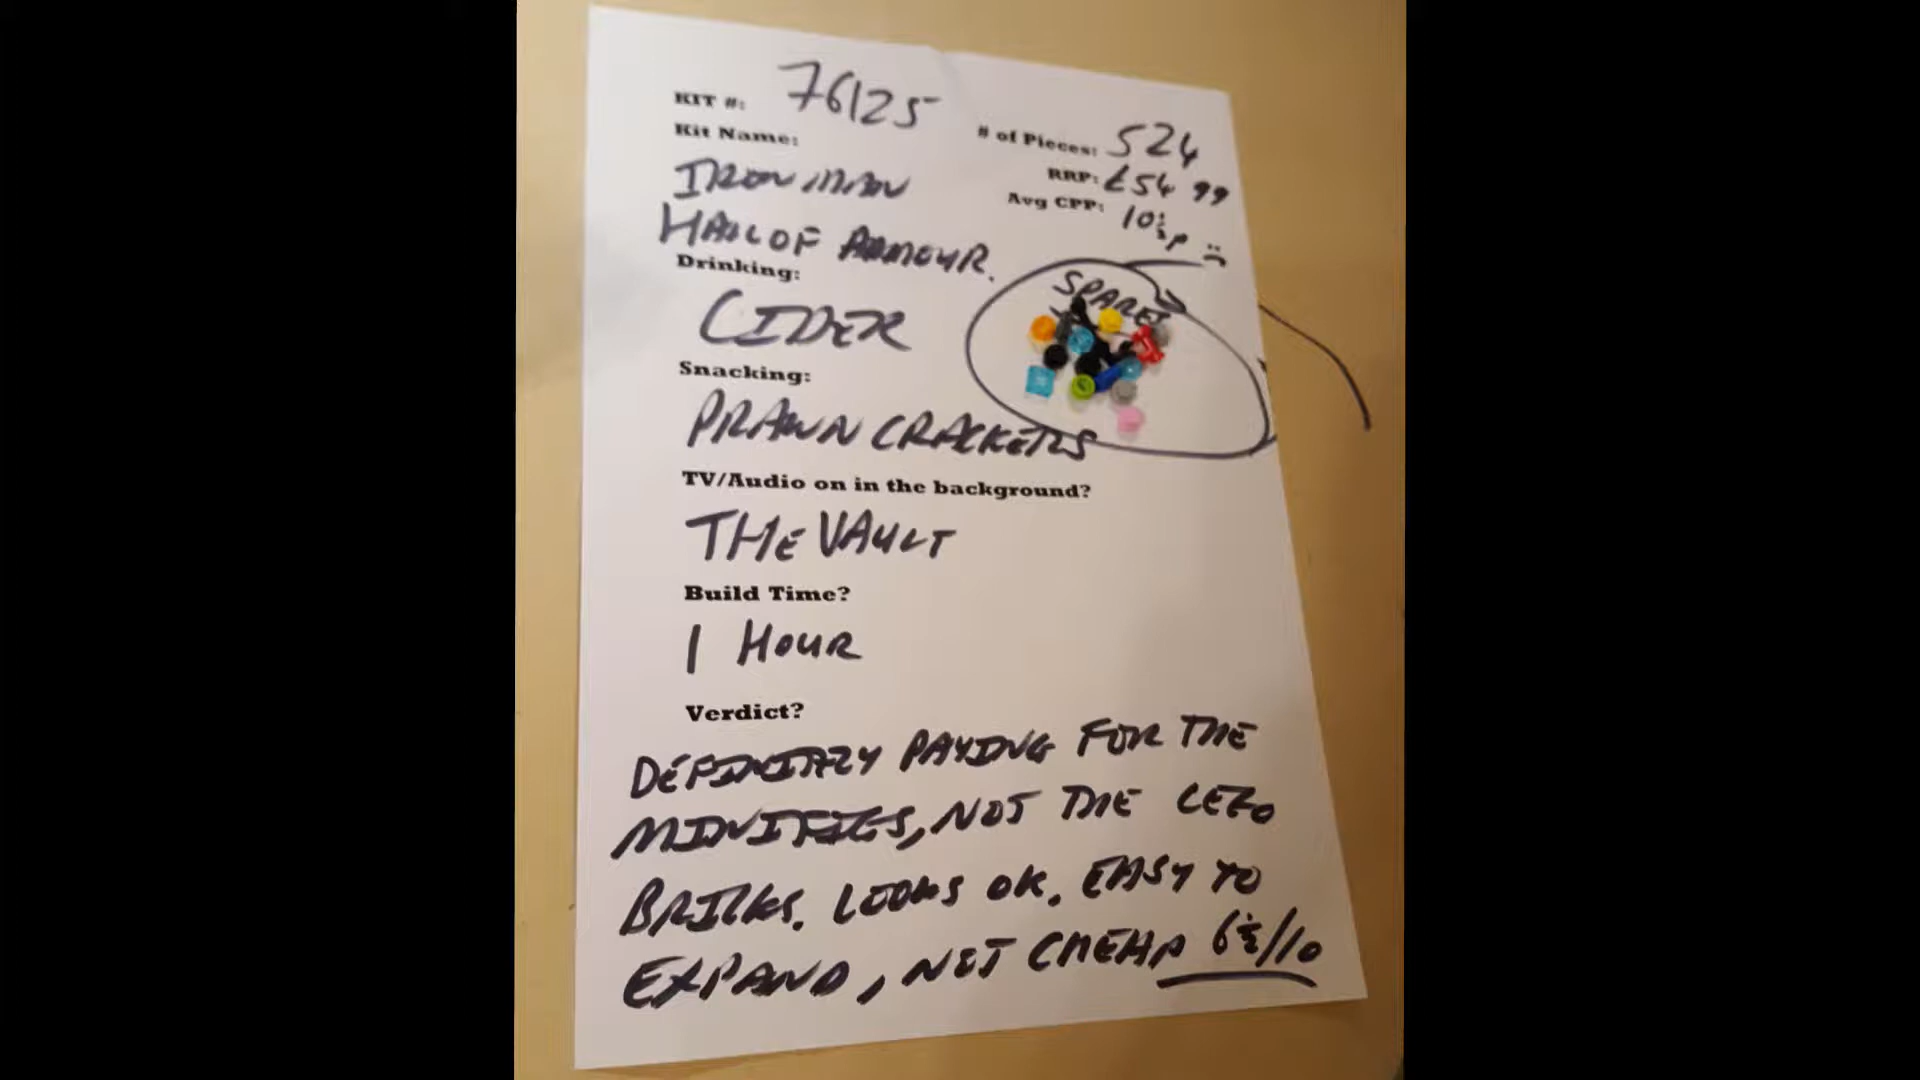 KIT #: 76125
# of Pieces: 524
Kit Name:
RRP: £54 99
IRON MAN
Avg CPP: 10½p :(
HALL OF ARMOUR.
Drinking:
SPARES
CIDER
Snacking:
PRAWN CRACKERS
TV/Audio on in the background?
THE VAULT
Build Time?
1 HOUR
Verdict?
DEFINITELY PAYING FOR THE
MINIFIGS, NOT THE LEGO
BRICKS. LOOKS OK. EASY TO
EXPAND, NOT CHEAP 6½/10